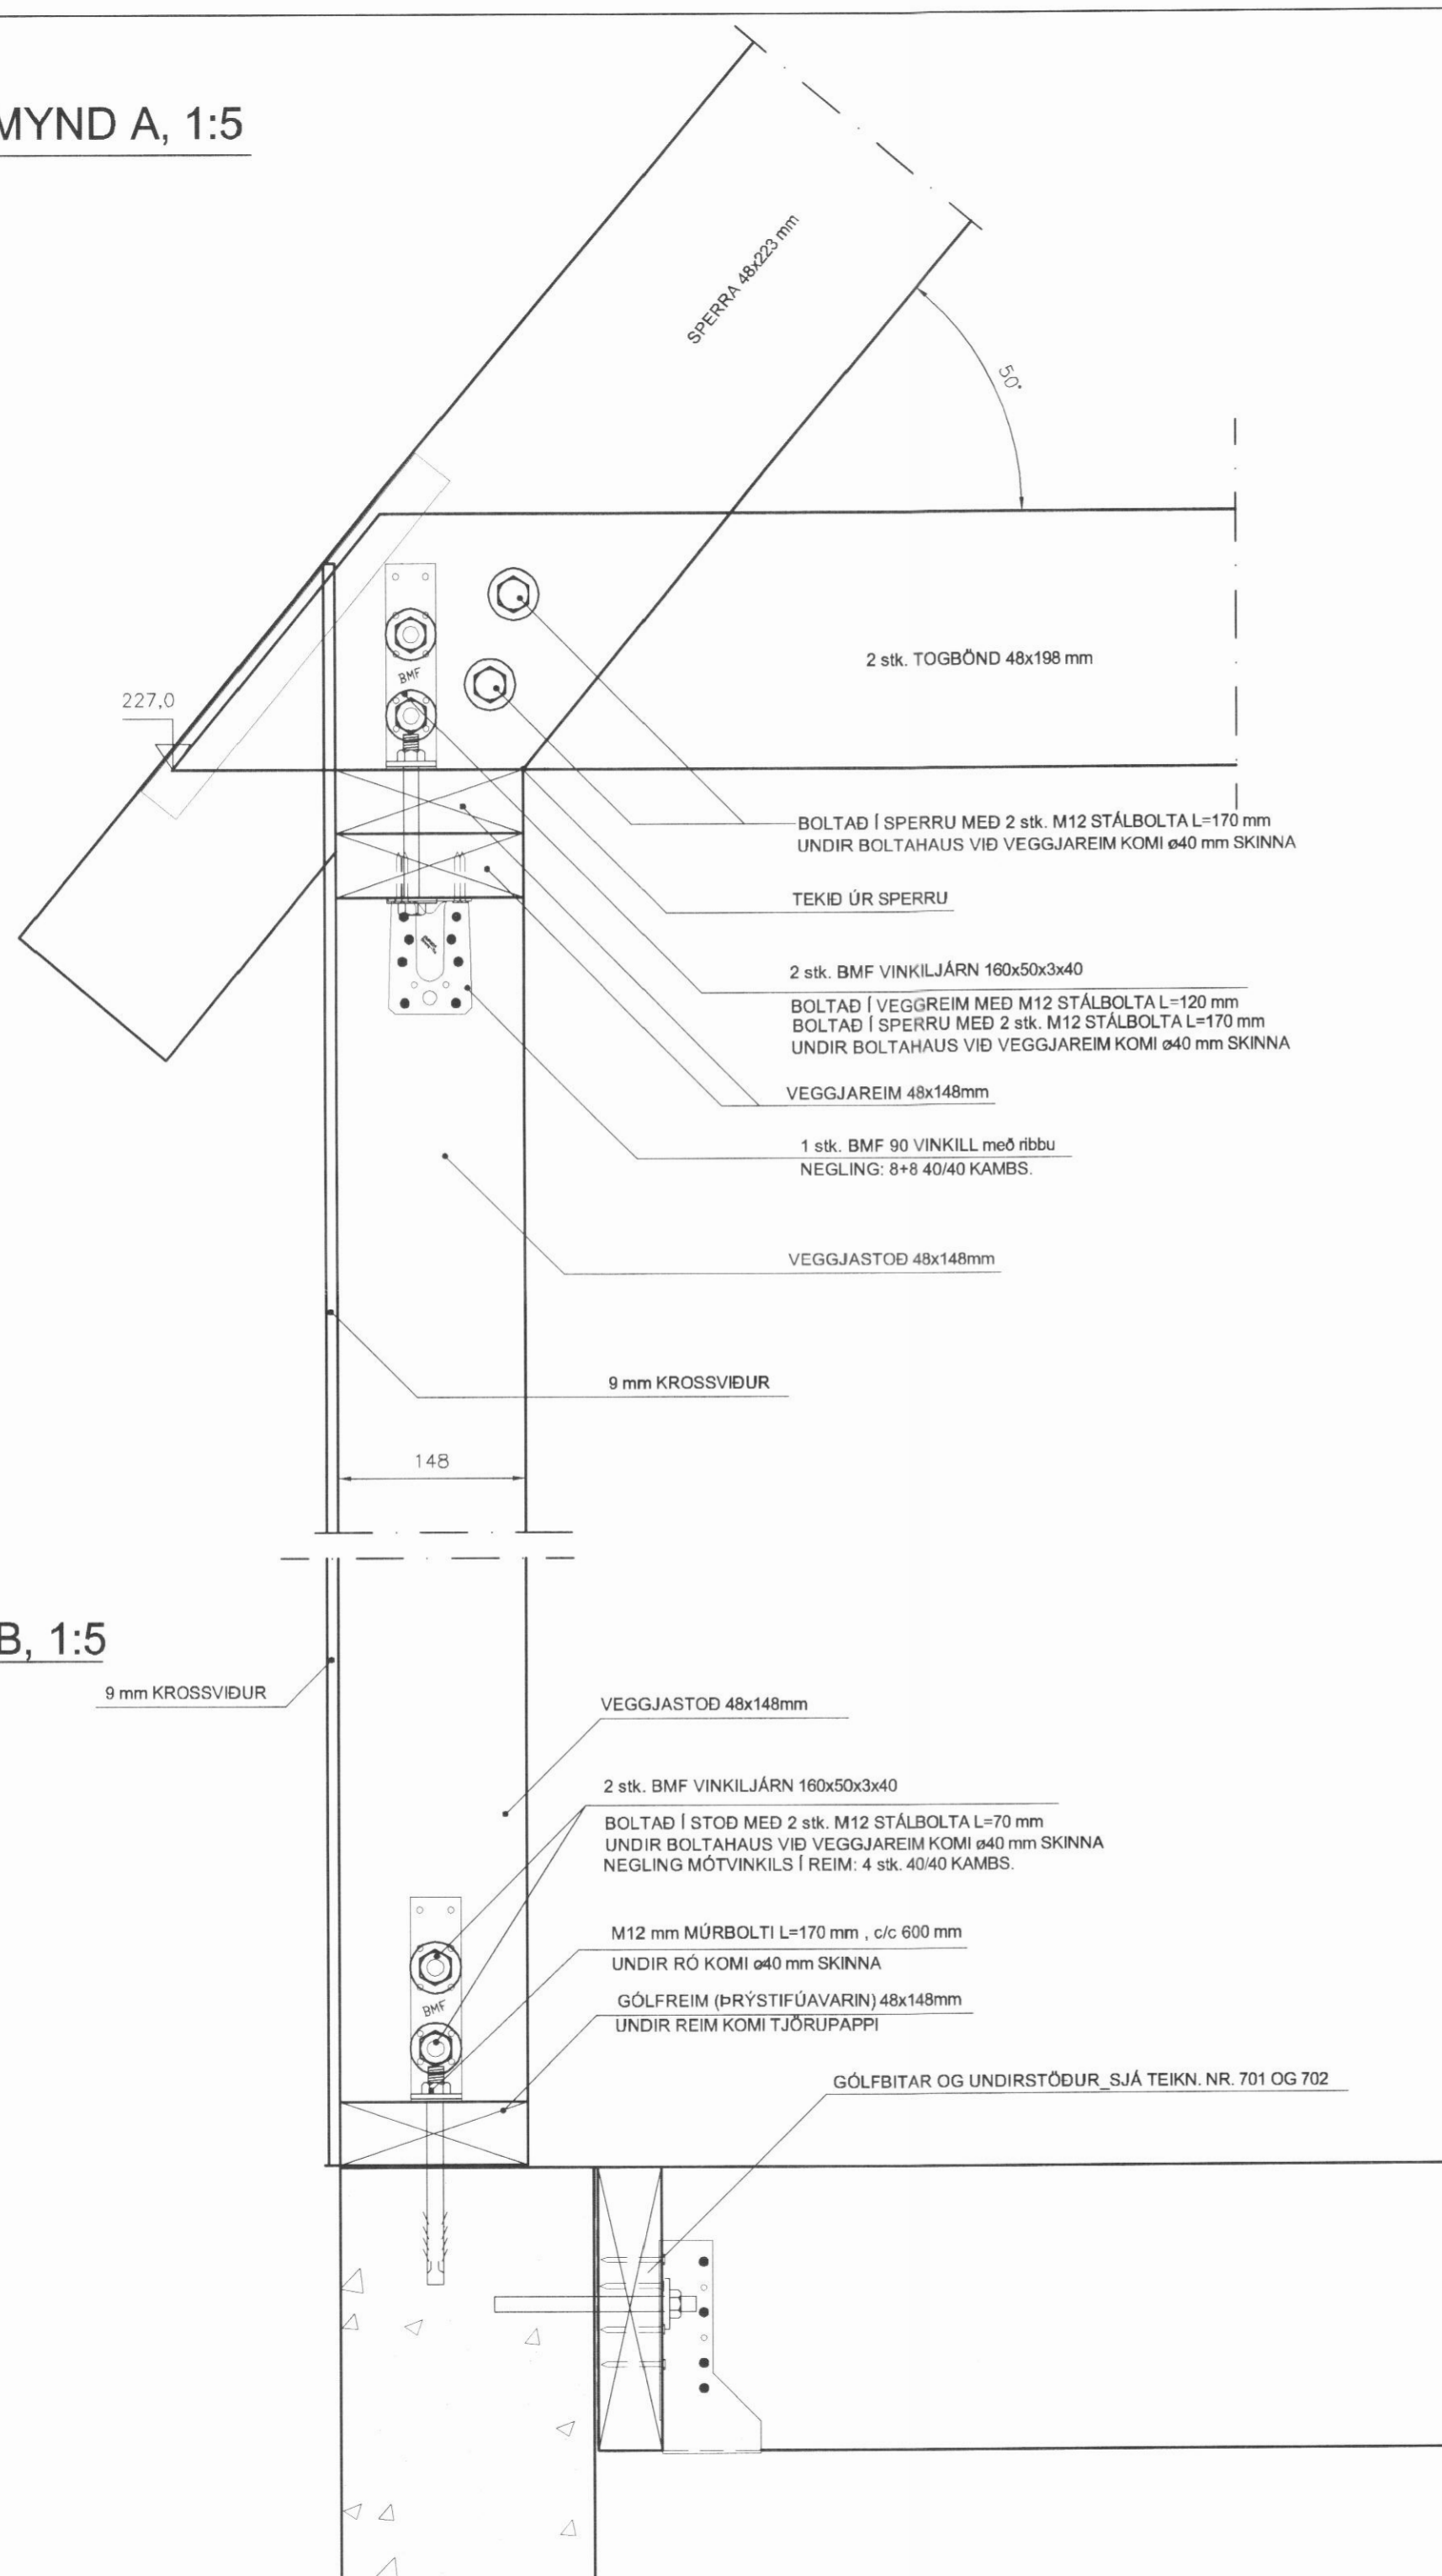 MYND A, 1:5
SPERRA 48x223 mm
50°
2 stk. TOGBÖND 48x198 mm
227,0
BMF
BOLTAÐ Í SPERRU MEÐ 2 stk. M12 STÁLBOLTA L=170 mm
UNDIR BOLTAHAUS VIÐ VEGGJAREIM KOMI ø40 mm SKINNA
TEKIÐ ÚR SPERRU
2 stk. BMF VINKILJÁRN 160x50x3x40
BOLTAÐ Í VEGGREIM MEÐ M12 STÁLBOLTA L=120 mm
BOLTAÐ Í SPERRU MEÐ 2 stk. M12 STÁLBOLTA L=170 mm
UNDIR BOLTAHAUS VIÐ VEGGJAREIM KOMI ø40 mm SKINNA
VEGGJAREIM 48x148mm
1 stk. BMF 90 VINKILL með ribbu
NEGLING: 8+8 40/40 KAMBS.
VEGGJASTOÐ 48x148mm
9 mm KROSSVIÐUR
148
B, 1:5
9 mm KROSSVIÐUR
VEGGJASTOÐ 48x148mm
2 stk. BMF VINKILJÁRN 160x50x3x40
BOLTAÐ Í STOÐ MEÐ 2 stk. M12 STÁLBOLTA L=70 mm
UNDIR BOLTAHAUS VIÐ VEGGJAREIM KOMI ø40 mm SKINNA
NEGLING MÓTVINKILS Í REIM: 4 stk. 40/40 KAMBS.
M12 mm MÚRBOLTI L=170 mm , c/c 600 mm
UNDIR RÓ KOMI ø40 mm SKINNA
BMF
GÓLFREIM (ÞRÝSTIFÚAVARIN) 48x148mm
UNDIR REIM KOMI TJÖRUPAPPI
GÓLFBITAR OG UNDIRSTÖÐUR_SJÁ TEIKN. NR. 701 OG 702